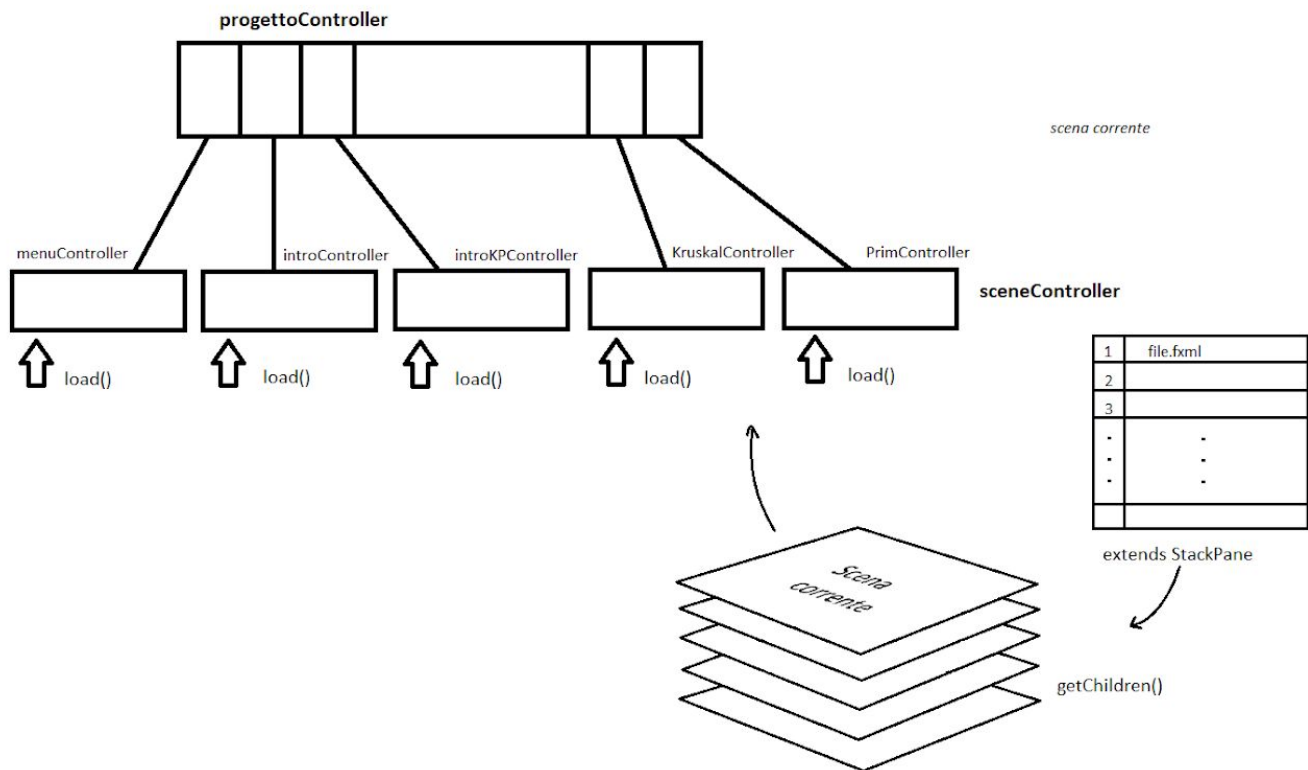 progettoController
scena corrente
menuController
introController
introKPController
KruskalController
PrimController
sceneController
load()
load()
load()
load()
load()
1 file.fxml
2
3
extends StackPane
Scena
corrente
getChildren()